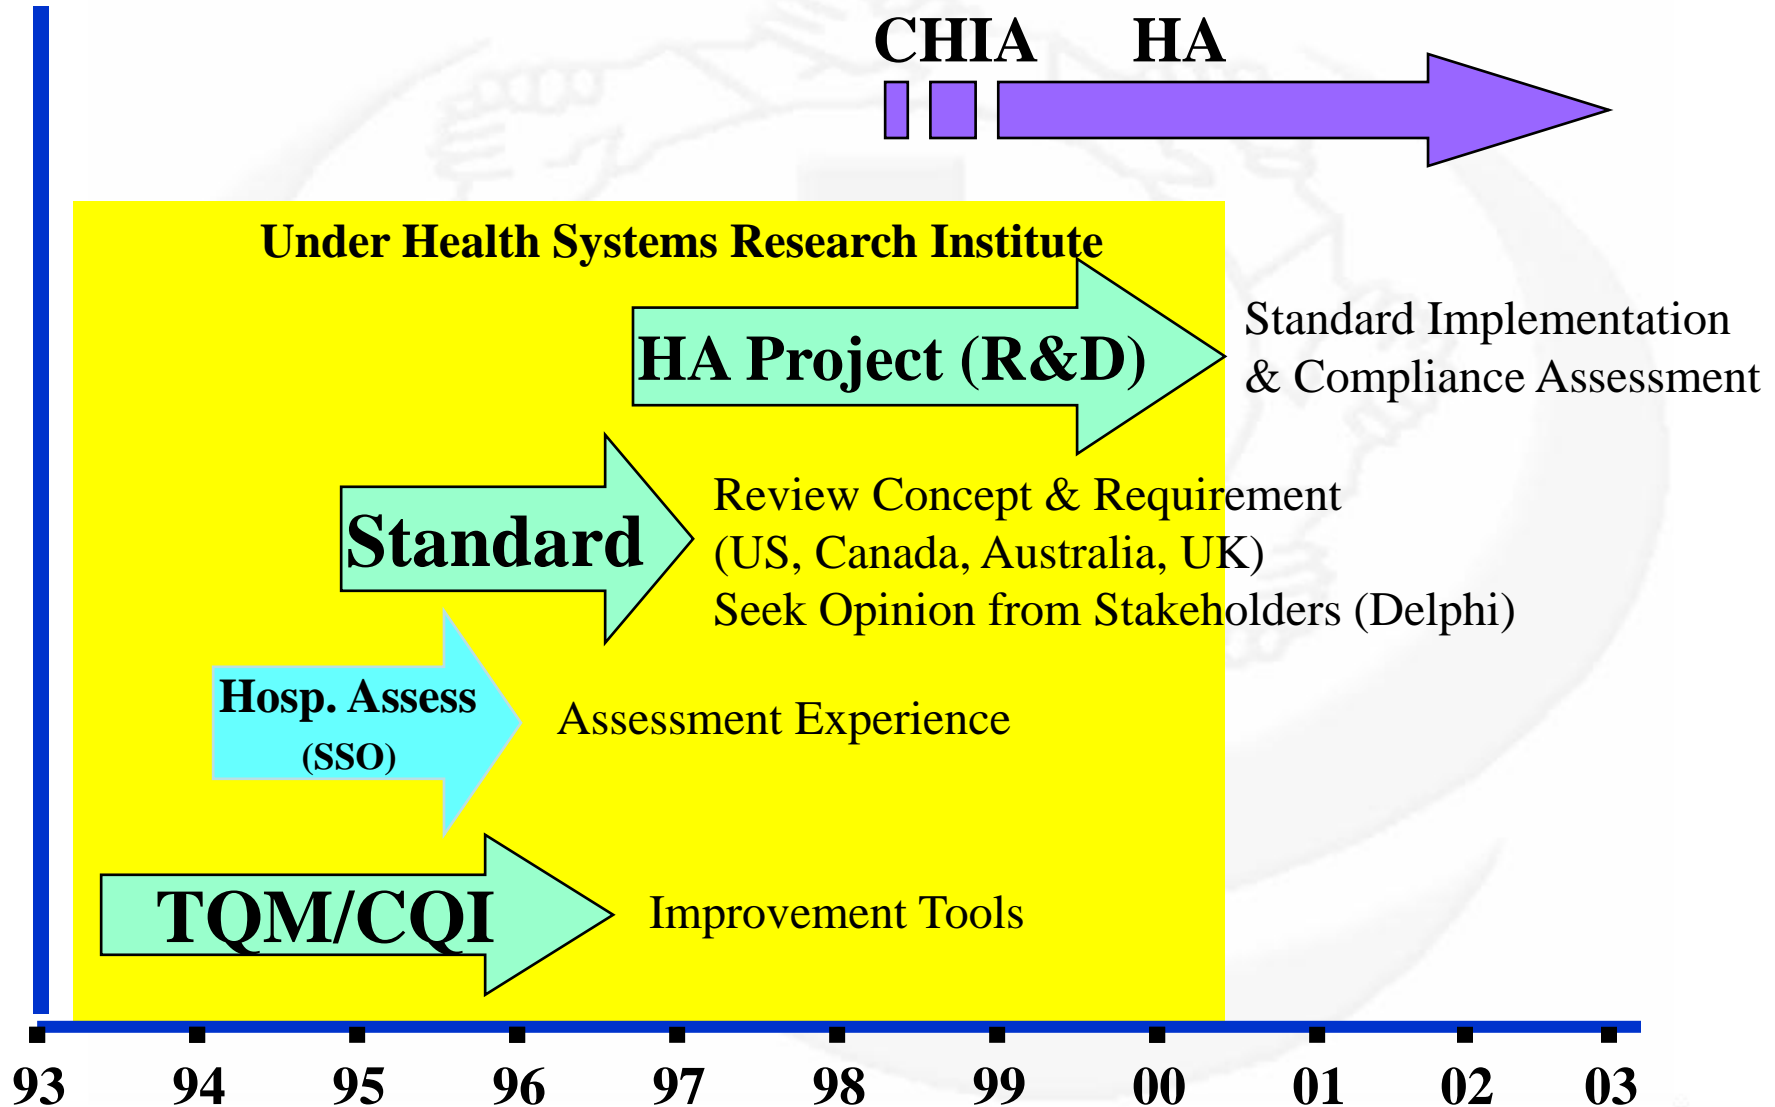 CHIA HA
Under Health Systems Research Institute
HA Project (R&D)
Standard Implementation
& Compliance Assessment
Standard
Review Concept & Requirement
(US, Canada, Australia, UK)
Seek Opinion from Stakeholders (Delphi)
Hosp. Assess
(SSO)
Assessment Experience
TQM/CQI
Improvement Tools
93 94 95 96 97 98 99 00 01 02 03